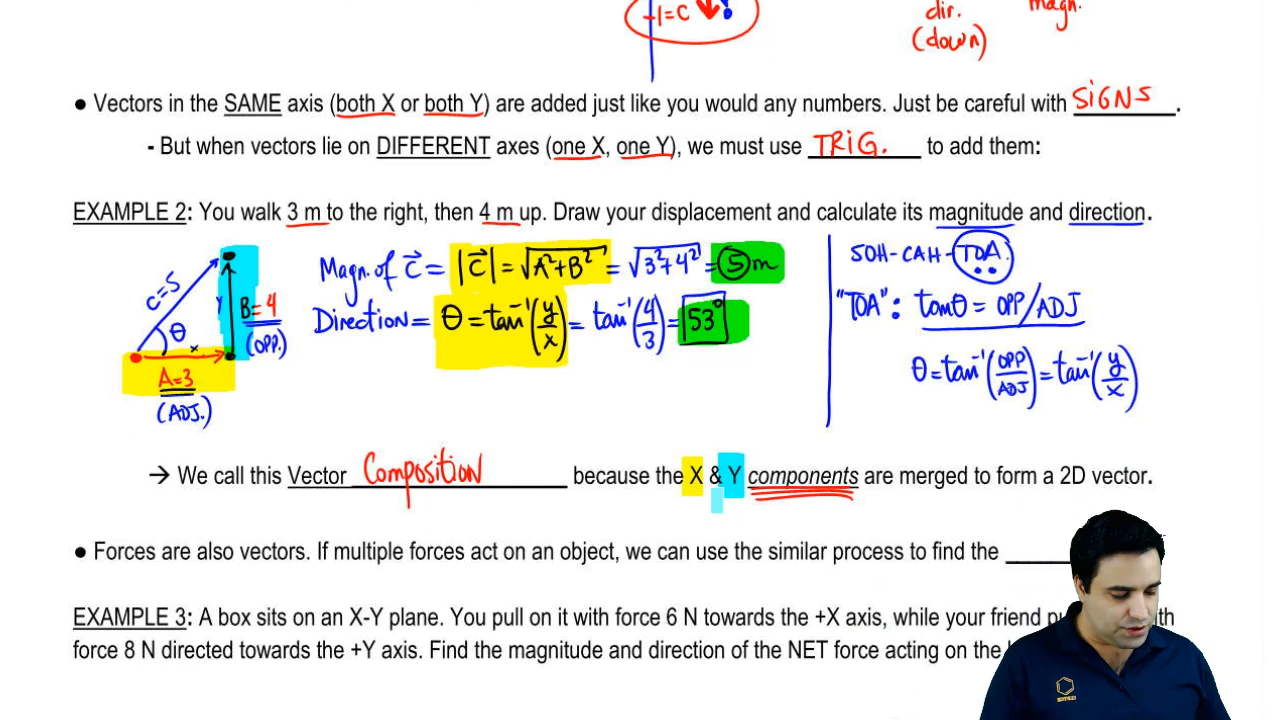 -1=C
dir.
(down)
magn.
● Vectors in the SAME axis (both X or both Y) are added just like you would any numbers. Just be careful with SIGNS.
- But when vectors lie on DIFFERENT axes (one X, one Y), we must use TRIG. to add them:
EXAMPLE 2: You walk 3 m to the right, then 4 m up. Draw your displacement and calculate its magnitude and direction.
C=5
Y
B=4
(OPP.)
θ
x
A=3
(ADJ.)
Magn. of C⃗ = |C⃗| = √A²+B² = √3²+4² = 5 m
Direction = θ = tan⁻¹(y/x) = tan⁻¹(4/3) = 53°
SOH-CAH-TOA
"TOA": tanθ = OPP/ADJ
θ = tan⁻¹(OPP/ADJ) = tan⁻¹(y/x)
→ We call this Vector Composition because the X & Y components are merged to form a 2D vector.
● Forces are also vectors. If multiple forces act on an object, we can use the similar process to find the
EXAMPLE 3: A box sits on an X-Y plane. You pull on it with force 6 N towards the +X axis, while your friend
force 8 N directed towards the +Y axis. Find the magnitude and direction of the NET force acting on the